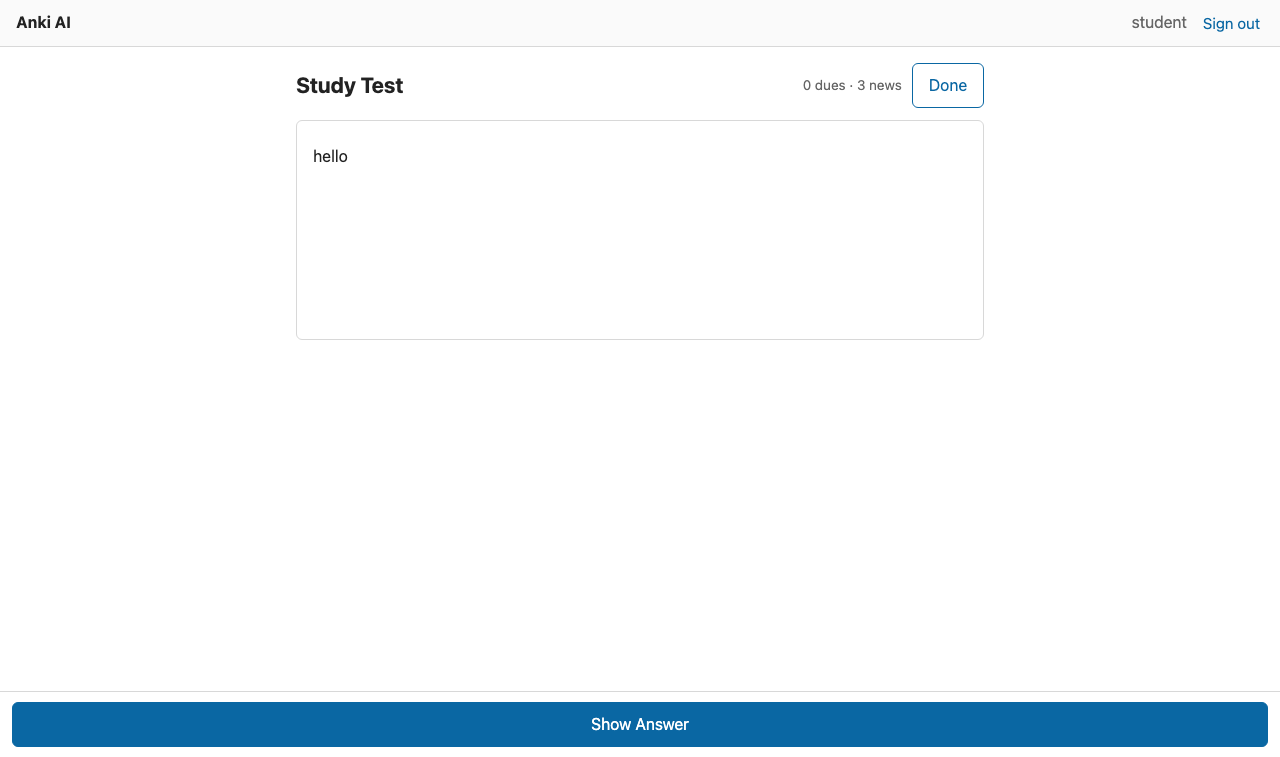 Anki AI
student
Sign out
Study Test
0 dues · 3 news
Done
hello
Show Answer